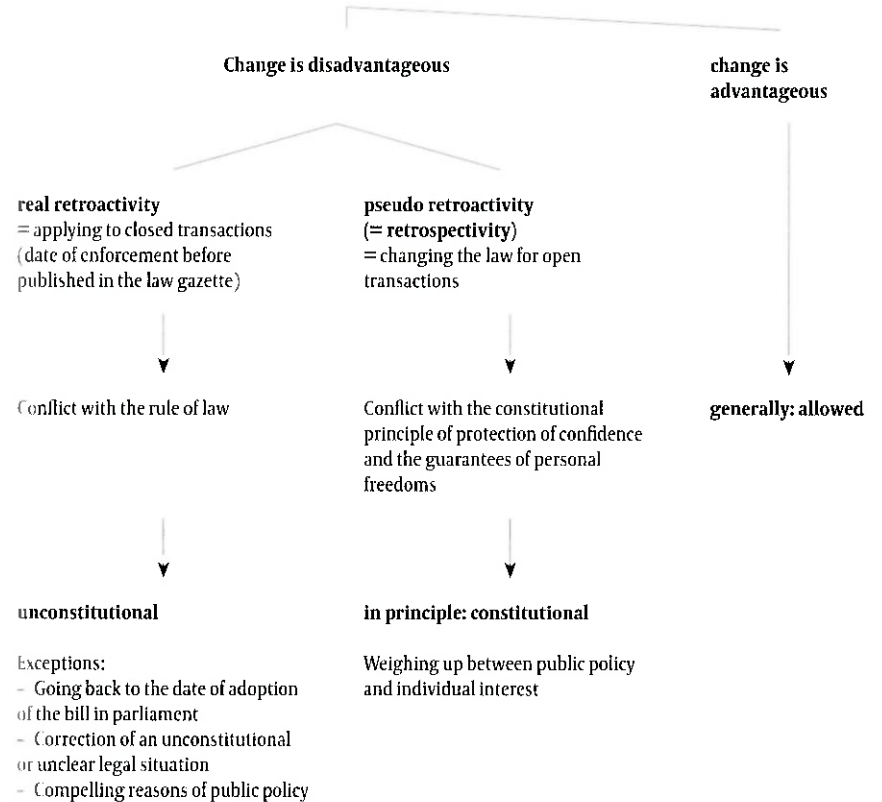 Change is disadvantageous
change is
advantageous
real retroactivity
= applying to closed transactions
(date of enforcement before
published in the law gazette)
pseudo retroactivity
(= retrospectivity)
= changing the law for open
transactions
Conflict with the rule of law
Conflict with the constitutional
principle of protection of confidence
and the guarantees of personal
freedoms
generally: allowed
unconstitutional
Exceptions:
- Going back to the date of adoption
of the bill in parliament
- Correction of an unconstitutional
or unclear legal situation
- Compelling reasons of public policy
in principle: constitutional
Weighing up between public policy
and individual interest